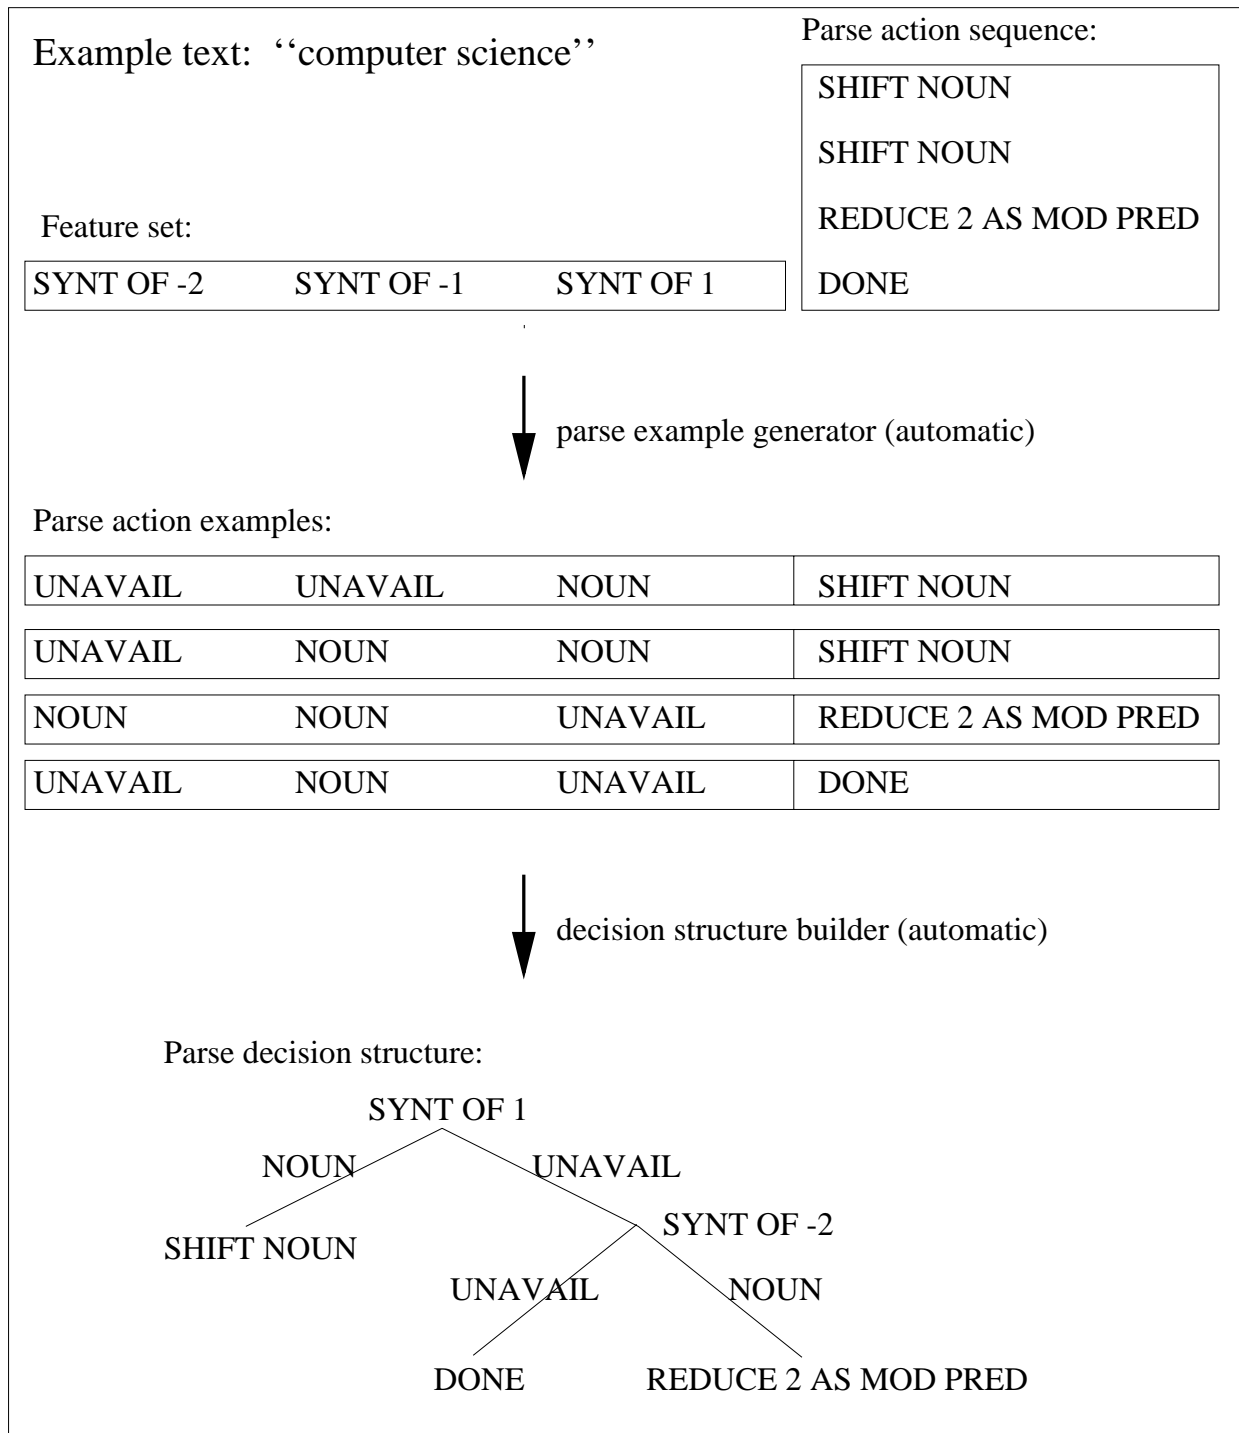 Example text: ‘‘computer science’’
Parse action sequence:
SHIFT NOUN
SHIFT NOUN
REDUCE 2 AS MOD PRED
DONE
Feature set:
SYNT OF -2 SYNT OF -1 SYNT OF 1
parse example generator (automatic)
Parse action examples:
UNAVAIL UNAVAIL NOUN SHIFT NOUN
UNAVAIL NOUN NOUN SHIFT NOUN
NOUN NOUN UNAVAIL REDUCE 2 AS MOD PRED
UNAVAIL NOUN UNAVAIL DONE
decision structure builder (automatic)
Parse decision structure:
SYNT OF 1
NOUN UNAVAIL
SHIFT NOUN SYNT OF -2
UNAVAIL NOUN
DONE REDUCE 2 AS MOD PRED